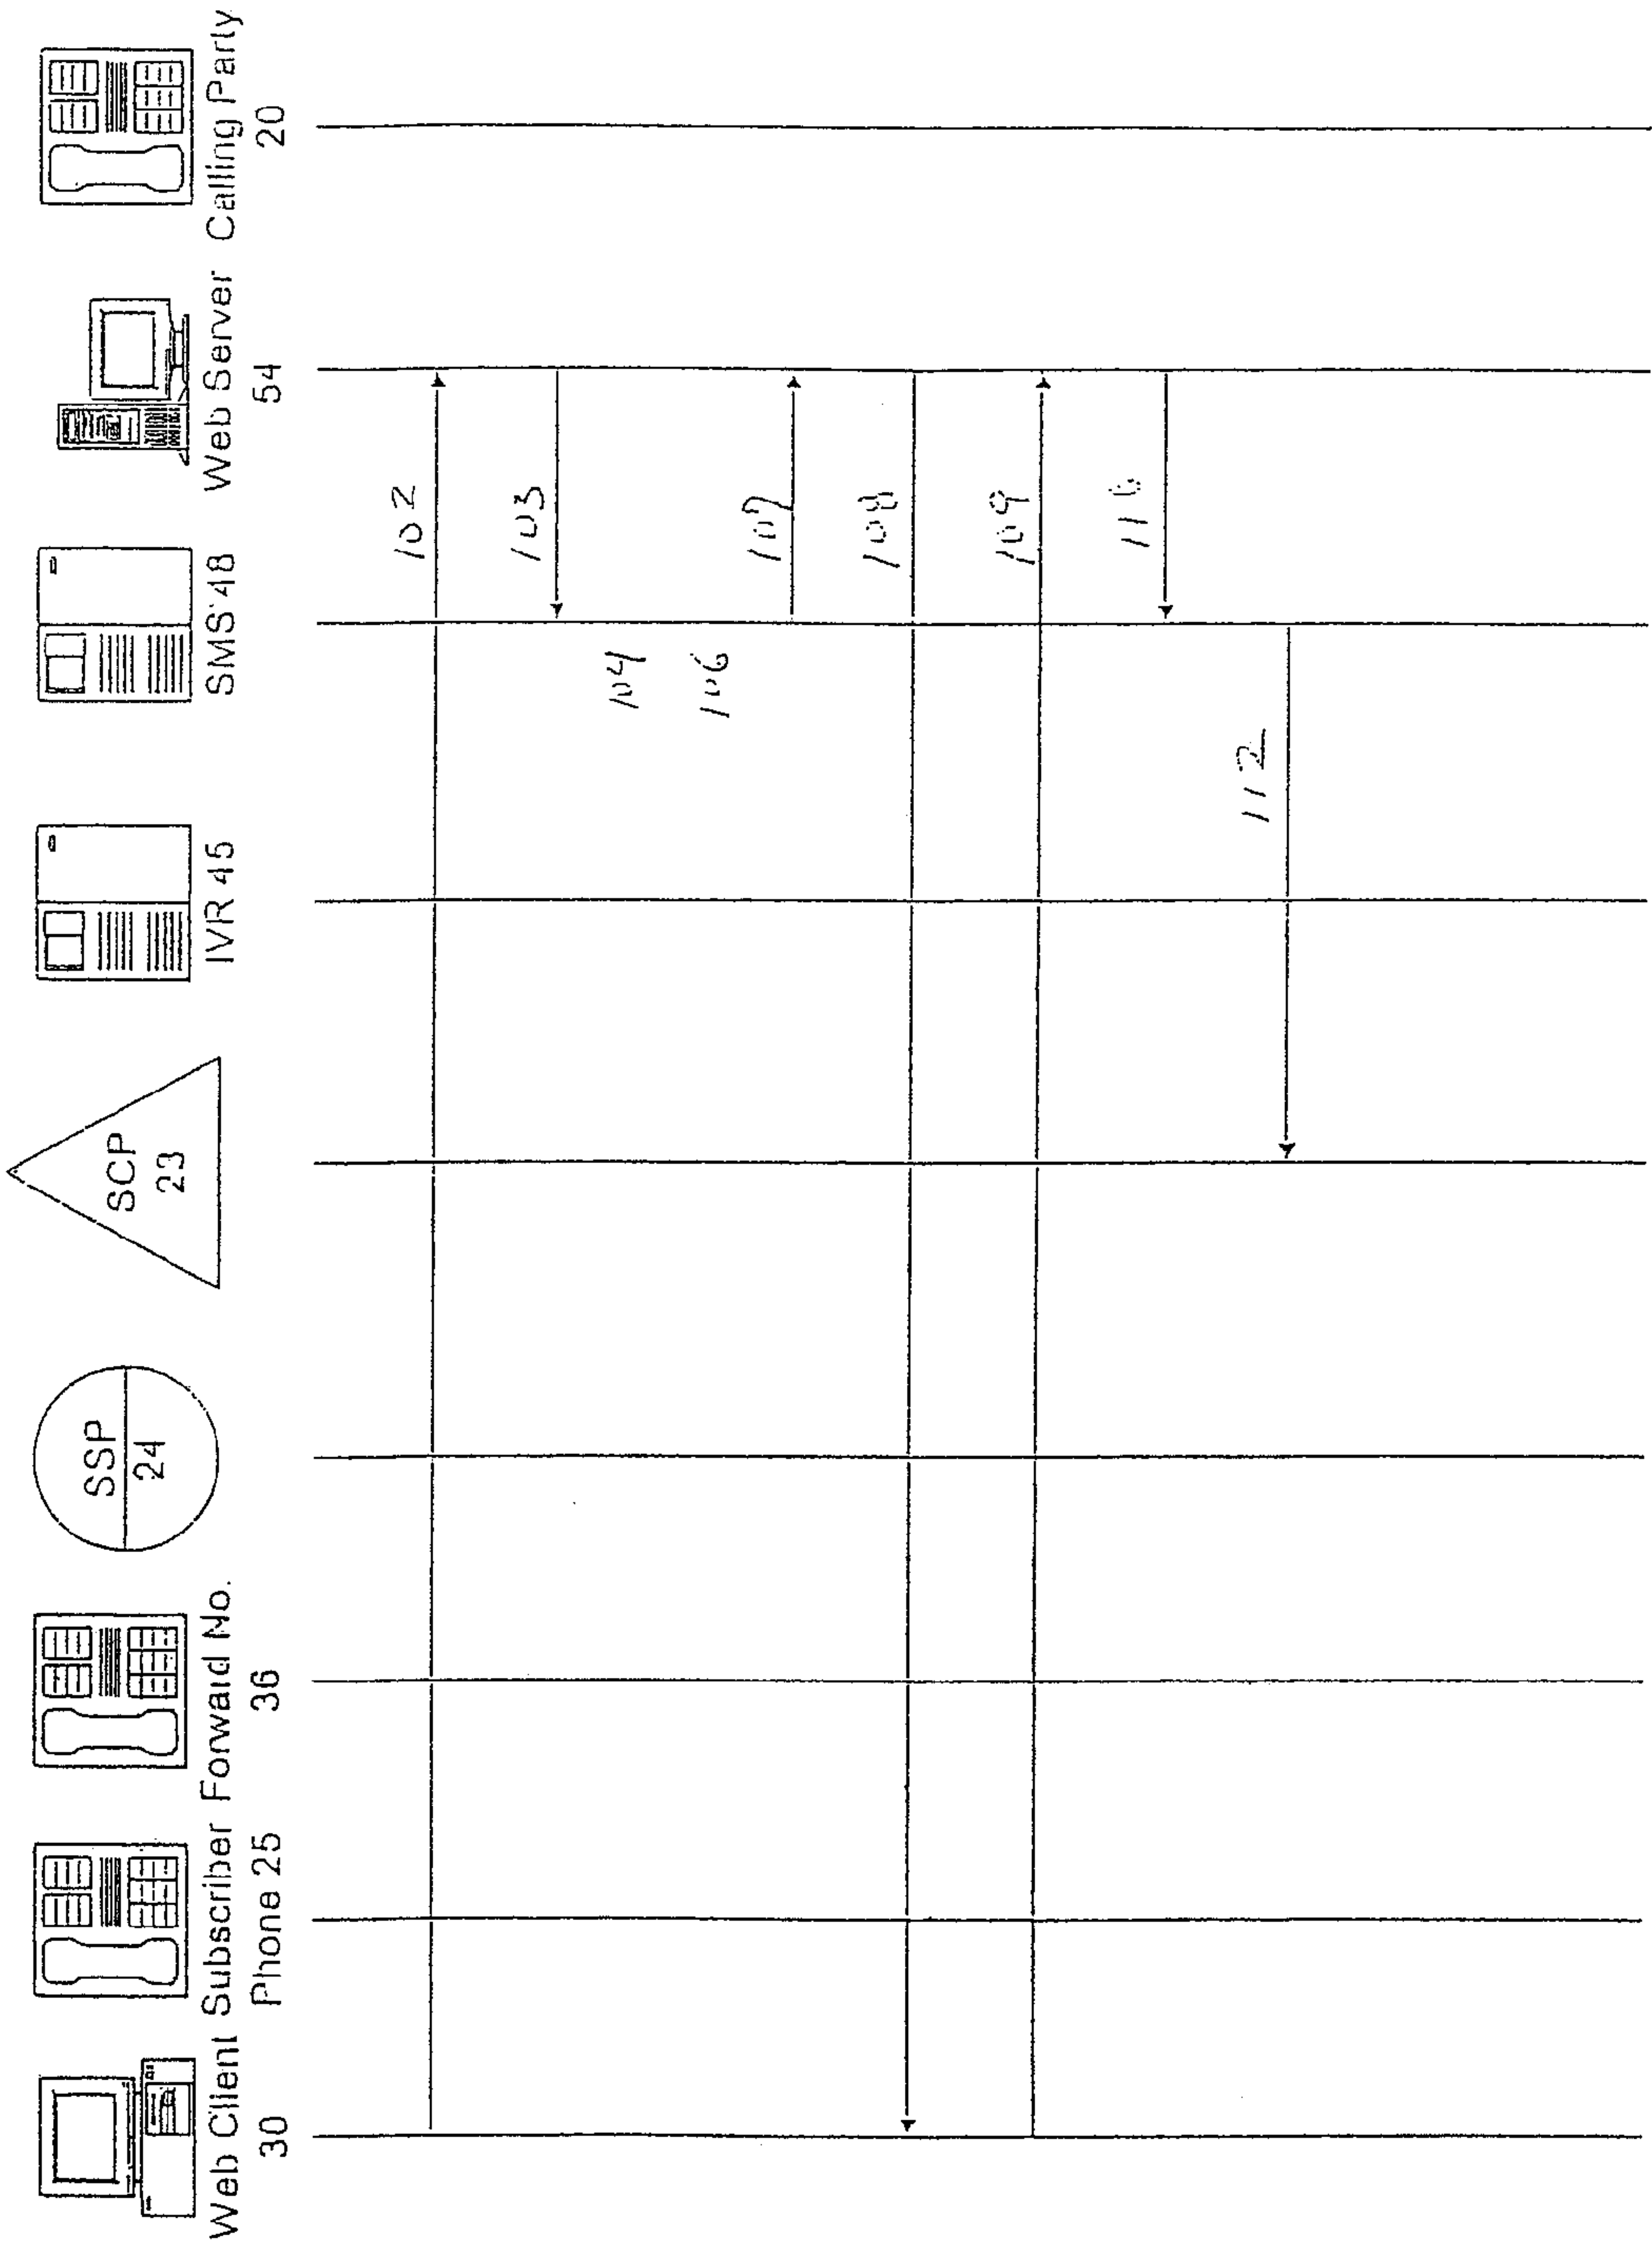 Web Client
30
Subscriber
Phone 25
Forward No.
36
SSP
24
SCP
23
IVR 45
SMS 48
Web Server
54
Calling Party
20
102
103
104
106
107
108
109
112